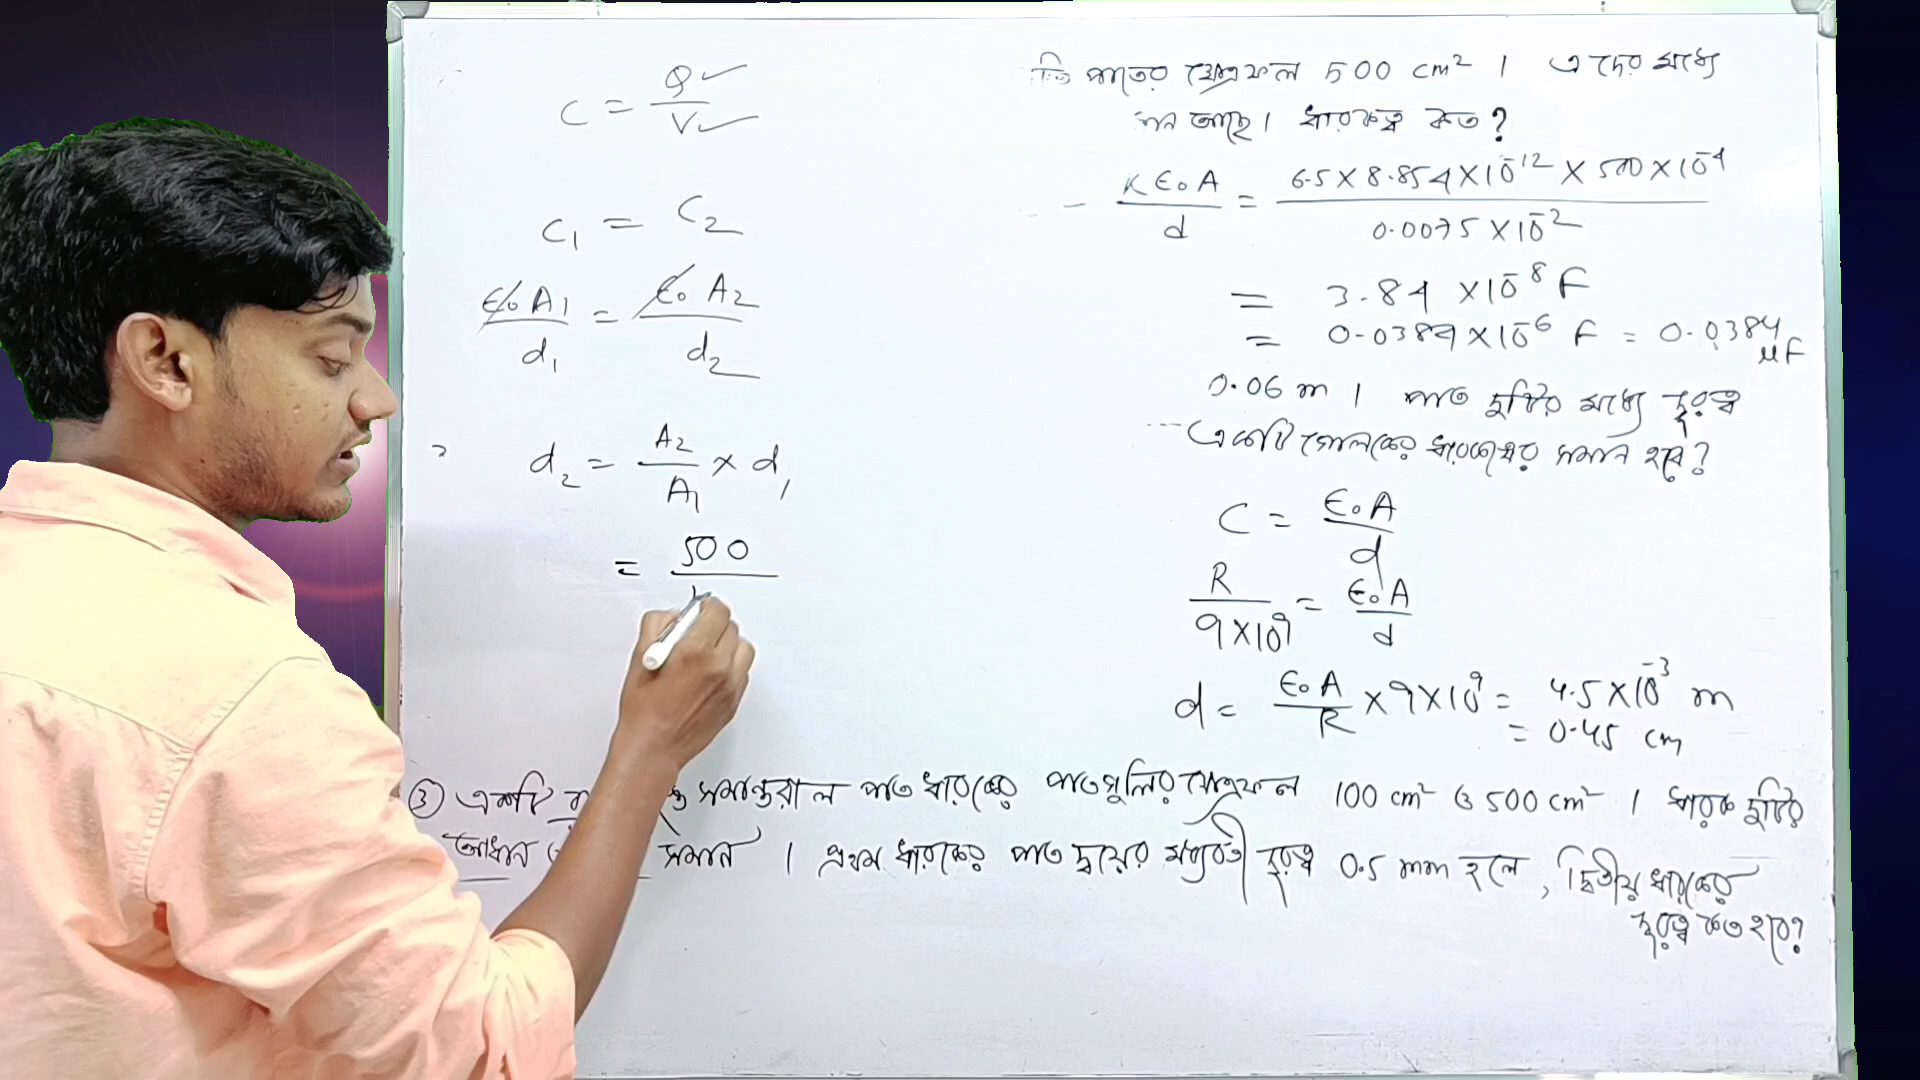 C = Q / V
C₁ = C₂
ϵ₀A₁ / d₁ = ϵ₀A₂ / d₂
d₂ = A₂ / A₁ × d₁
= 500 /
পাতের ক্ষেত্রফল 500 cm² । এদের মধ্যে
আছে। ধারকত্ব কত?
Kϵ₀A / d = 6.5 × 8.854 × 10⁻¹² × 500 × 10⁻⁴ / 0.0075 × 10⁻²
= 3.84 × 10⁻⁸ F
= 0.0384 × 10⁻⁶ F = 0.0384 μF
0.06 m । পাত দুটির মধ্যে দূরত্ব
একটি গোলকের ধারকত্বের সমান হবে?
C = ϵ₀A / d
R / 9×10⁹ = ϵ₀A / d
d = ϵ₀A / R × 9×10⁹ = 4.5×10⁻³ m
= 0.45 cm
③ একটি সমান্তরাল পাত ধারকের পাতগুলির ক্ষেত্রফল 100 cm² ও 500 cm² । ধারক দুটির
আধান সমান । প্রথম ধারকের পাত দ্বয়ের মধ্যবর্তী দূরত্ব 0.5 mm হলে, দ্বিতীয় ধারকের
দূরত্ব কত হবে?